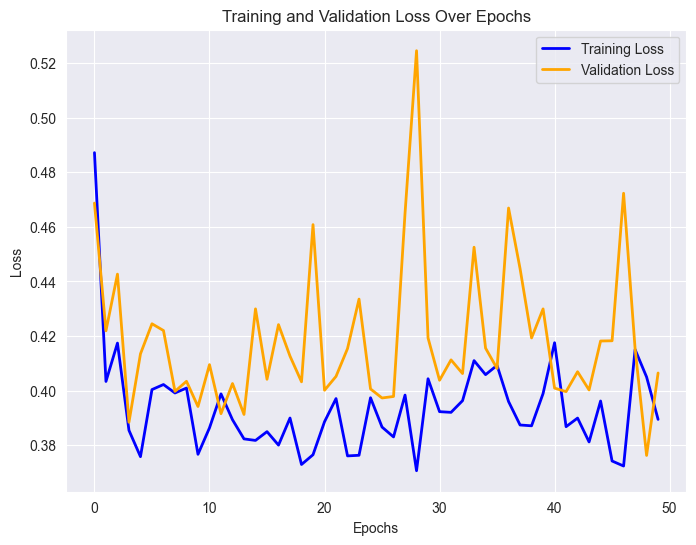 Training and Validation Loss Over Epochs
Training Loss
Validation Loss
0.52
0.50
0.48
0.46
0.44
0.42
0.40
0.38
Loss
0 10 20 30 40 50
Epochs